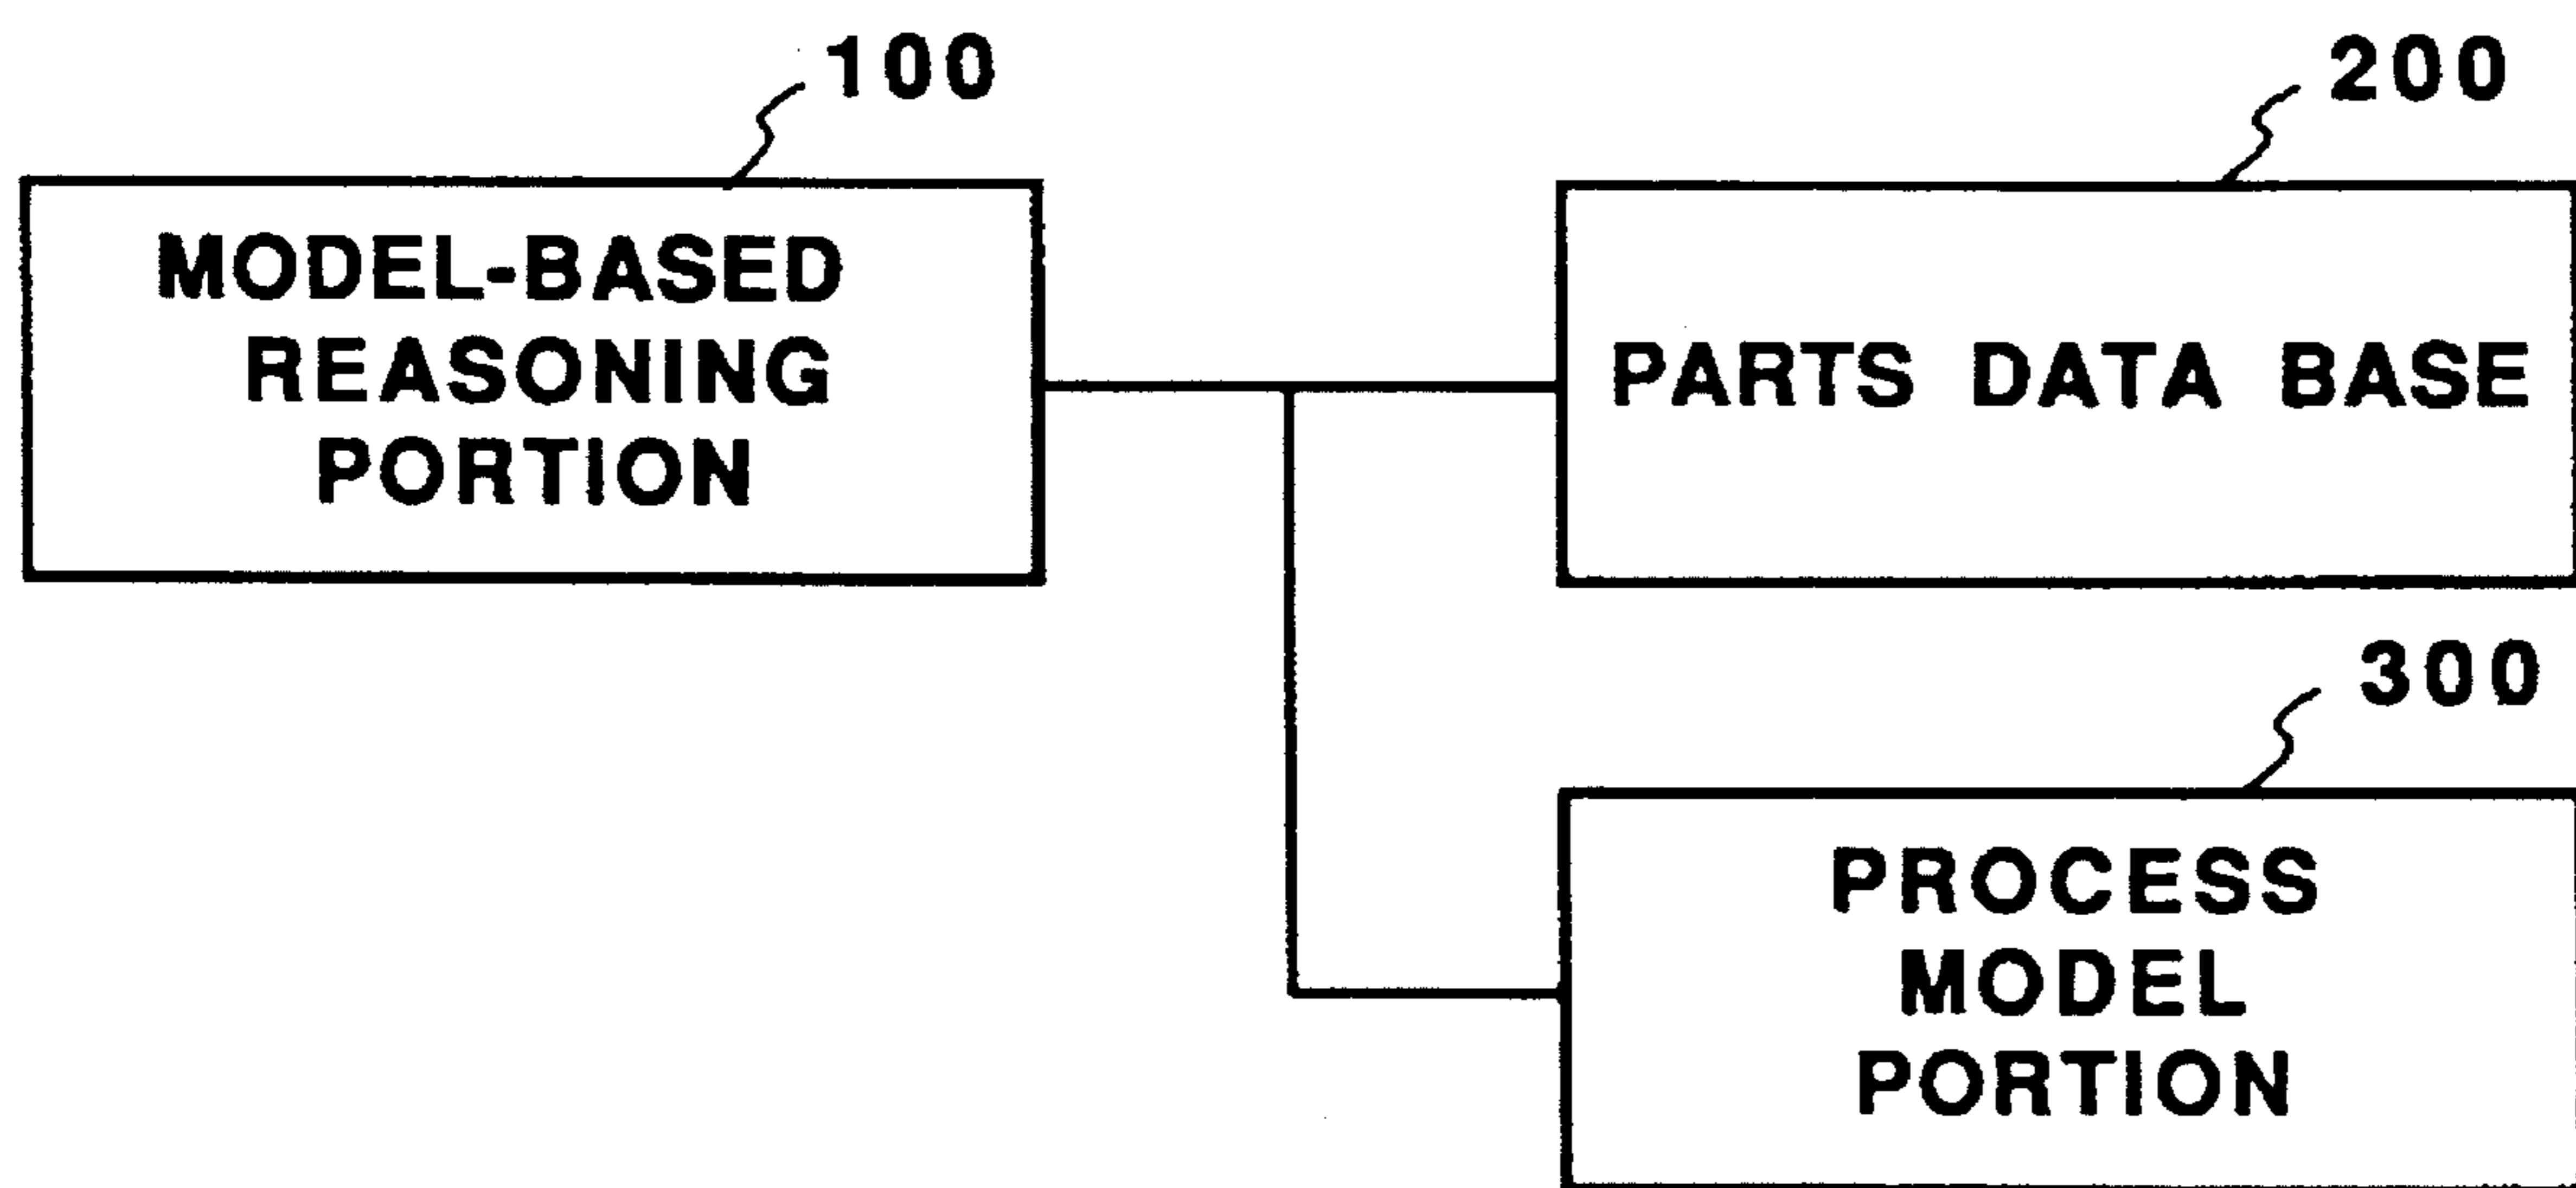 100
MODEL-BASED
REASONING
PORTION
200
PARTS DATA BASE
300
PROCESS
MODEL
PORTION